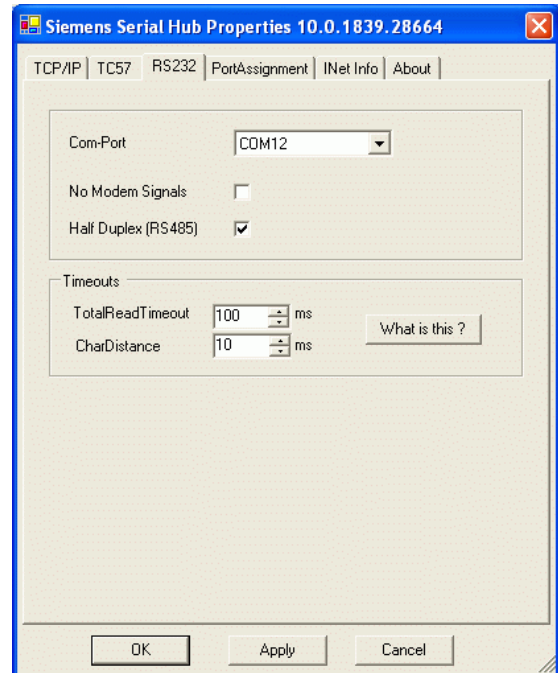 Siemens Serial Hub Properties 10.0.1839.28664
TCP/IP TC57 RS232 PortAssignment INet Info About
Com-Port COM12
No Modem Signals
Half Duplex (RS485)
Timeouts
TotalReadTimeout 100 ms
CharDistance 10 ms
What is this ?
OK Apply Cancel